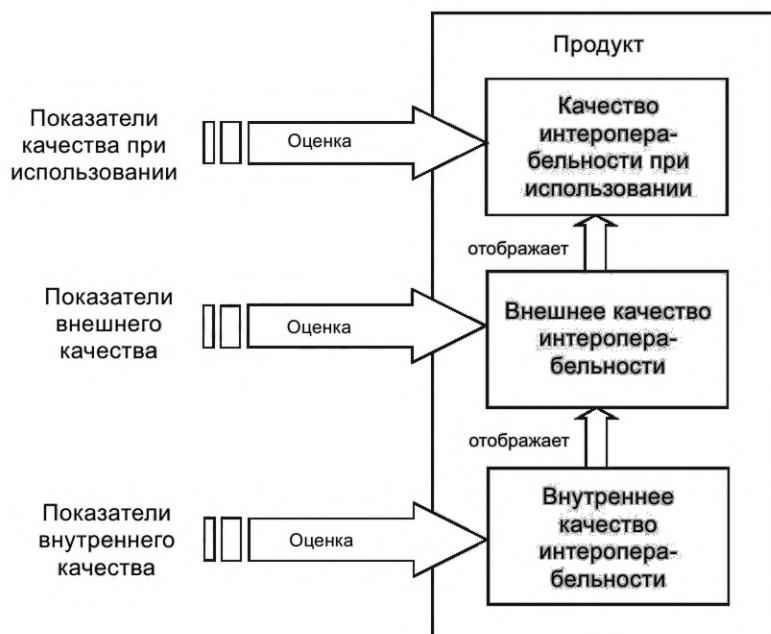 Продукт
Показатели
качества при
использовании
Оценка
Качество
интеропера-
бельности при
использовании
отображает
Показатели
внешнего
качества
Оценка
Внешнее качество
интеропера-
бельности
отображает
Показатели
внутреннего
качества
Оценка
Внутреннее
качество
интеропера-
бельности